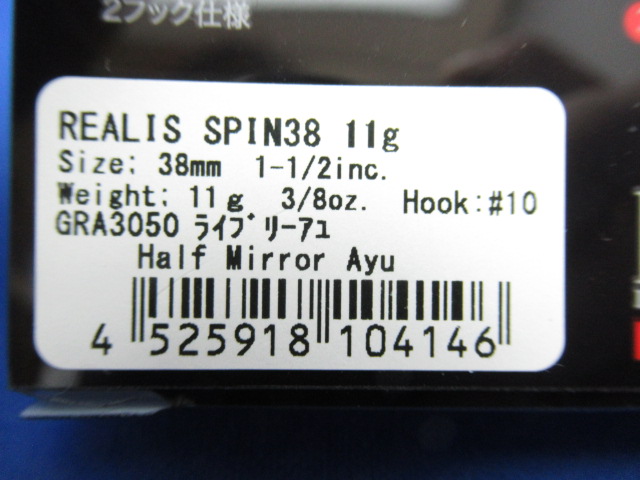 2フック仕様
REALIS SPIN38 11g
Size: 38mm 1-1/2inc.
Weight: 11g 3/8oz. Hook:#10
GRA3050 ﾗｲﾌﾞﾘｰｱﾕ
Half Mirror Ayu
4 525918 104146